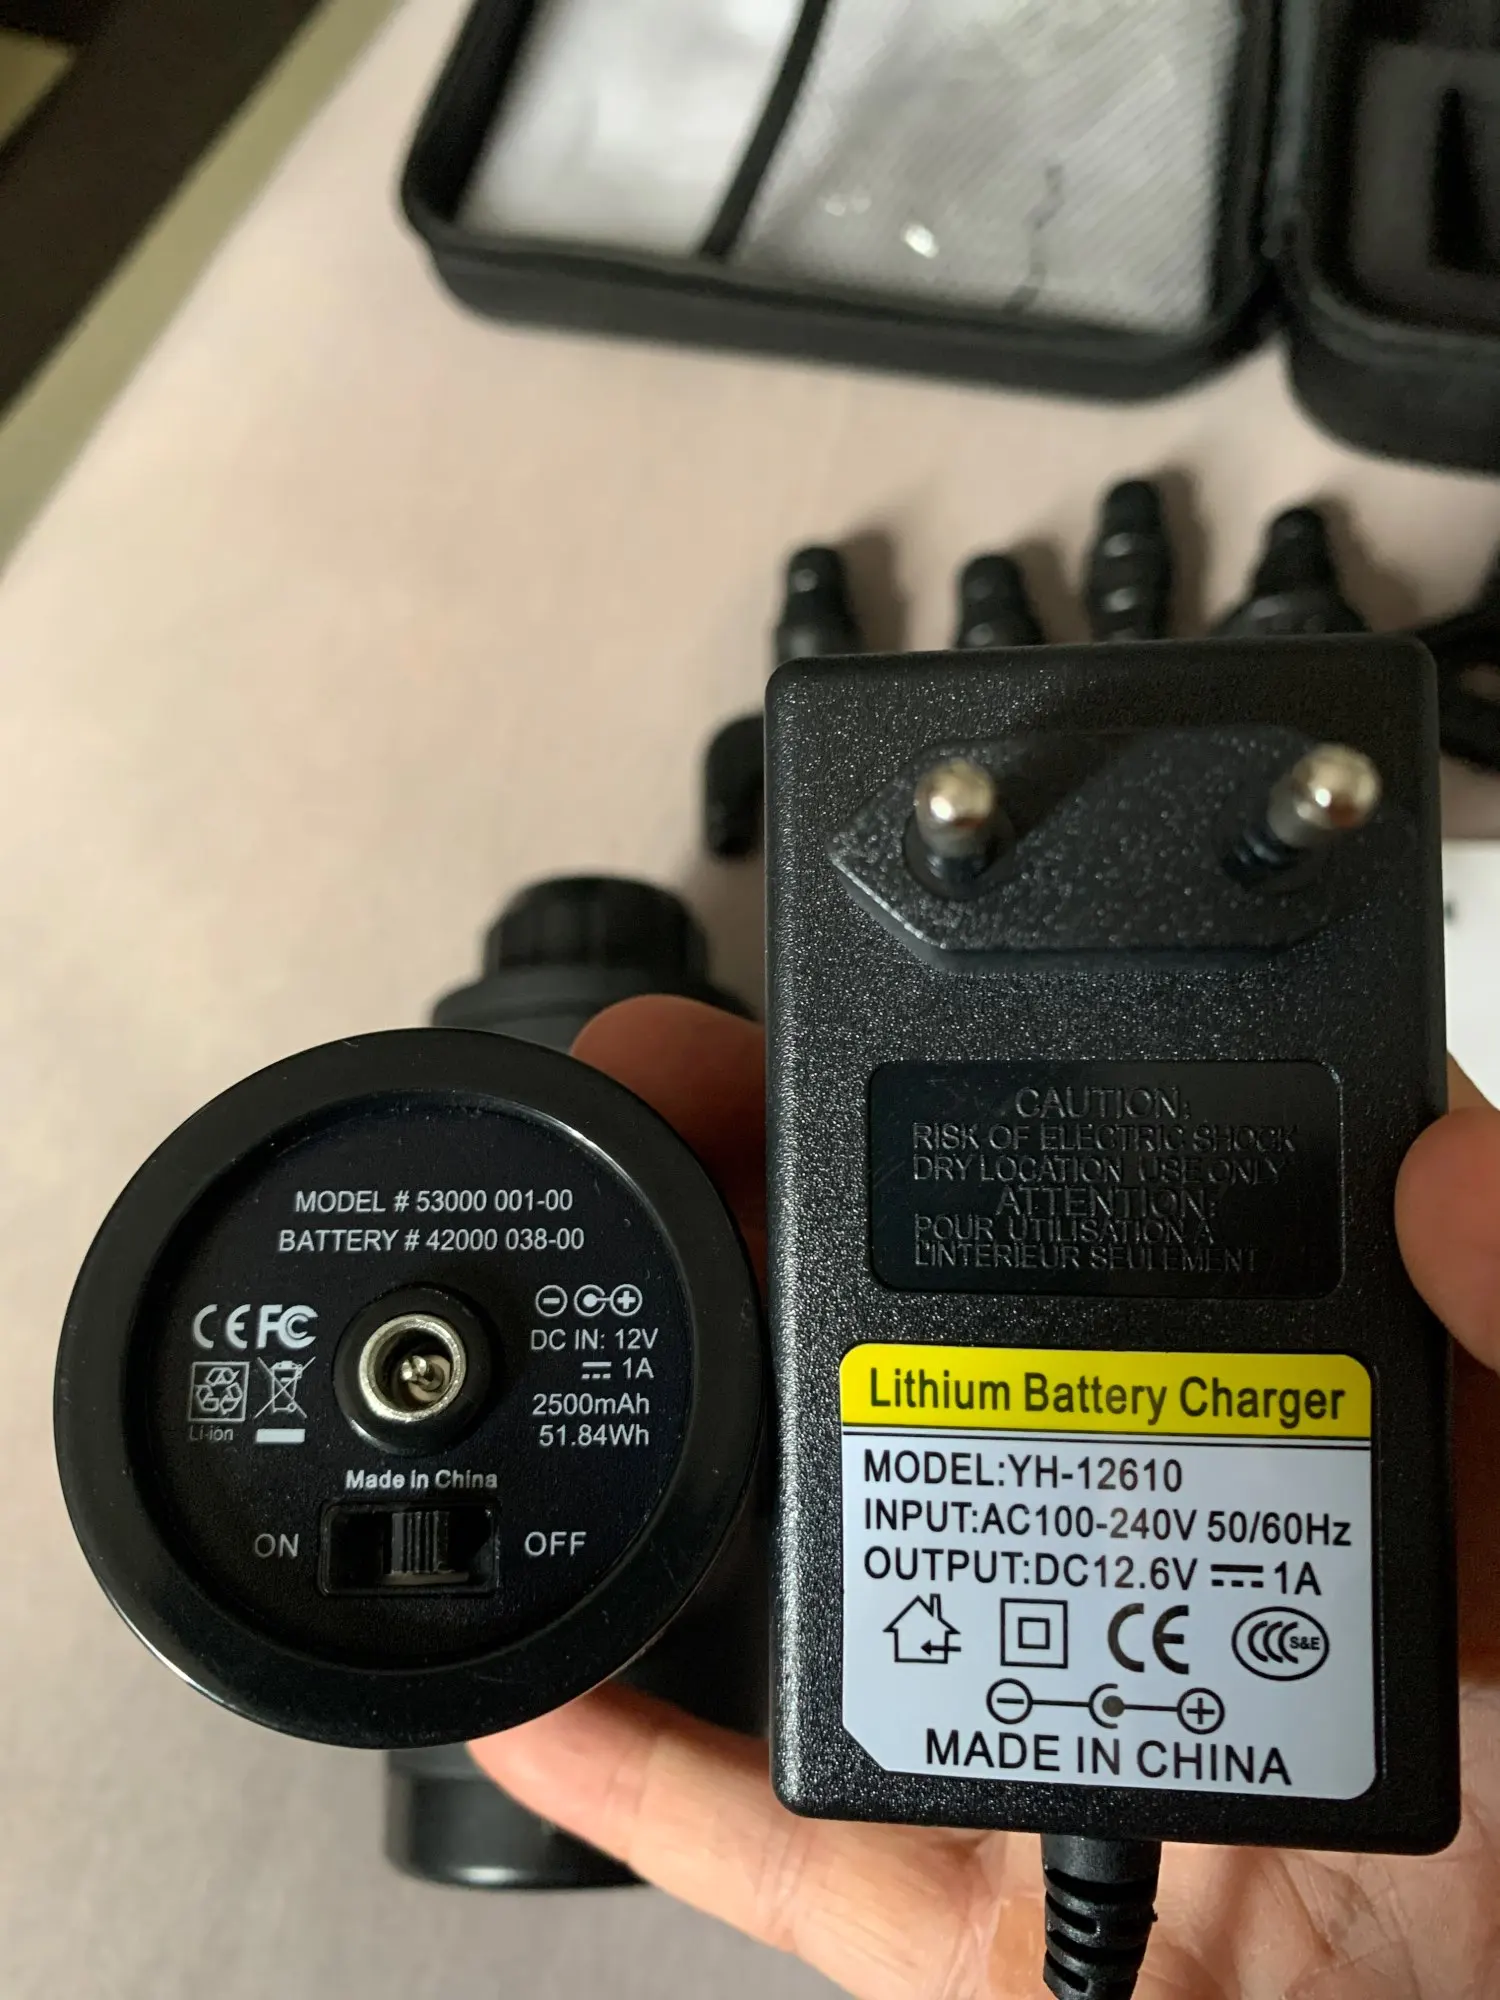 MODEL # 53000 001-00
BATTERY # 42000 038-00
CE FC
DC IN: 12V
1A
2500mAh
51.84Wh
Li-ion
Made in China
ON
OFF
CAUTION:
RISK OF ELECTRIC SHOCK
DRY LOCATION USE ONLY
ATTENTION:
POUR UTILISATION A
L'INTERIEUR SEULEMENT
Lithium Battery Charger
MODEL:YH-12610
INPUT:AC100-240V 50/60Hz
OUTPUT:DC12.6V 1A
CE CCC S&E
MADE IN CHINA